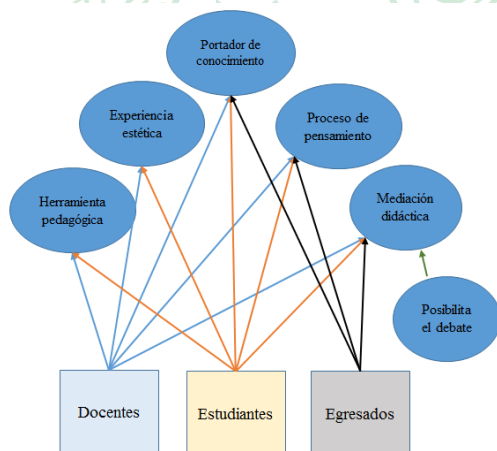 Portador de
conocimiento
Experiencia
estética
Proceso de
pensamiento
Herramienta
pedagógica
Mediación
didáctica
Posibilita
el debate
Docentes
Estudiantes
Egresados